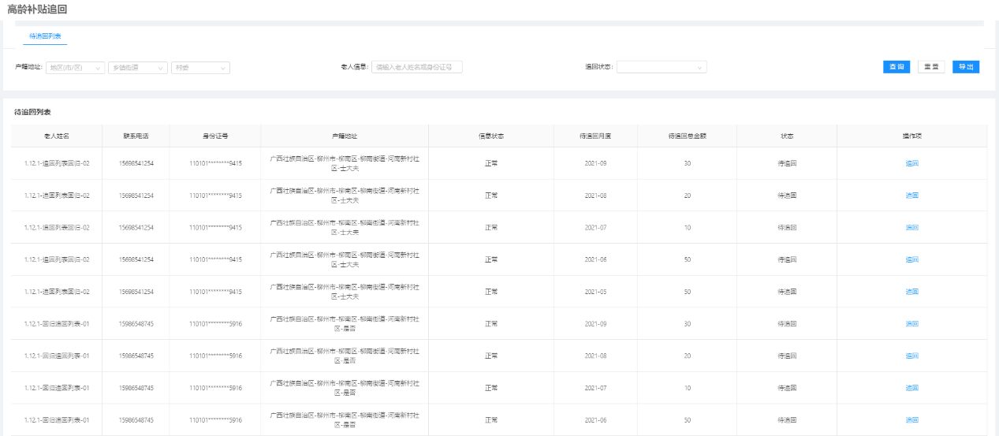 高龄补贴追回
待追回列表
户籍地址: 地区(市/区) 乡镇街道 村委 老人信息: 请输入老人姓名或身份证号 追回状态: 查询 重置 导出
待追回列表
老人姓名 联系电话 身份证号 户籍地址 信息状态 待追回月度 待追回总金额 状态 操作项
1.12.1-追回列表回归-02 15698541254 110101********9415 广西壮族自治区-柳州市-柳南区-柳南街道-河南新村社 正常 2021-09 30 待追回 追回
区-士大夫
1.12.1-追回列表回归-02 15698541254 110101********9415 广西壮族自治区-柳州市-柳南区-柳南街道-河南新村社 正常 2021-08 20 待追回 追回
区-士大夫
1.12.1-追回列表回归-02 15698541254 110101********9415 广西壮族自治区-柳州市-柳南区-柳南街道-河南新村社 正常 2021-07 10 待追回 追回
区-士大夫
1.12.1-追回列表回归-02 15698541254 110101********9415 广西壮族自治区-柳州市-柳南区-柳南街道-河南新村社 正常 2021-06 50 待追回 追回
区-士大夫
1.12.1-追回列表回归-02 15698541254 110101********9415 广西壮族自治区-柳州市-柳南区-柳南街道-河南新村社 正常 2021-05 50 待追回 追回
区-士大夫
1.12.1-回归追回列表-01 15986548745 110101********5916 广西壮族自治区-柳州市-柳南区-柳南街道-河南新村社 正常 2021-09 30 待追回 追回
区-是否
1.12.1-回归追回列表-01 15986548745 110101********5916 广西壮族自治区-柳州市-柳南区-柳南街道-河南新村社 正常 2021-08 20 待追回 追回
区-是否
1.12.1-回归追回列表-01 15986548745 110101********5916 广西壮族自治区-柳州市-柳南区-柳南街道-河南新村社 正常 2021-07 10 待追回 追回
区-是否
1.12.1-回归追回列表-01 15986548745 110101********5916 广西壮族自治区-柳州市-柳南区-柳南街道-河南新村社 正常 2021-06 50 待追回 追回
区-是否